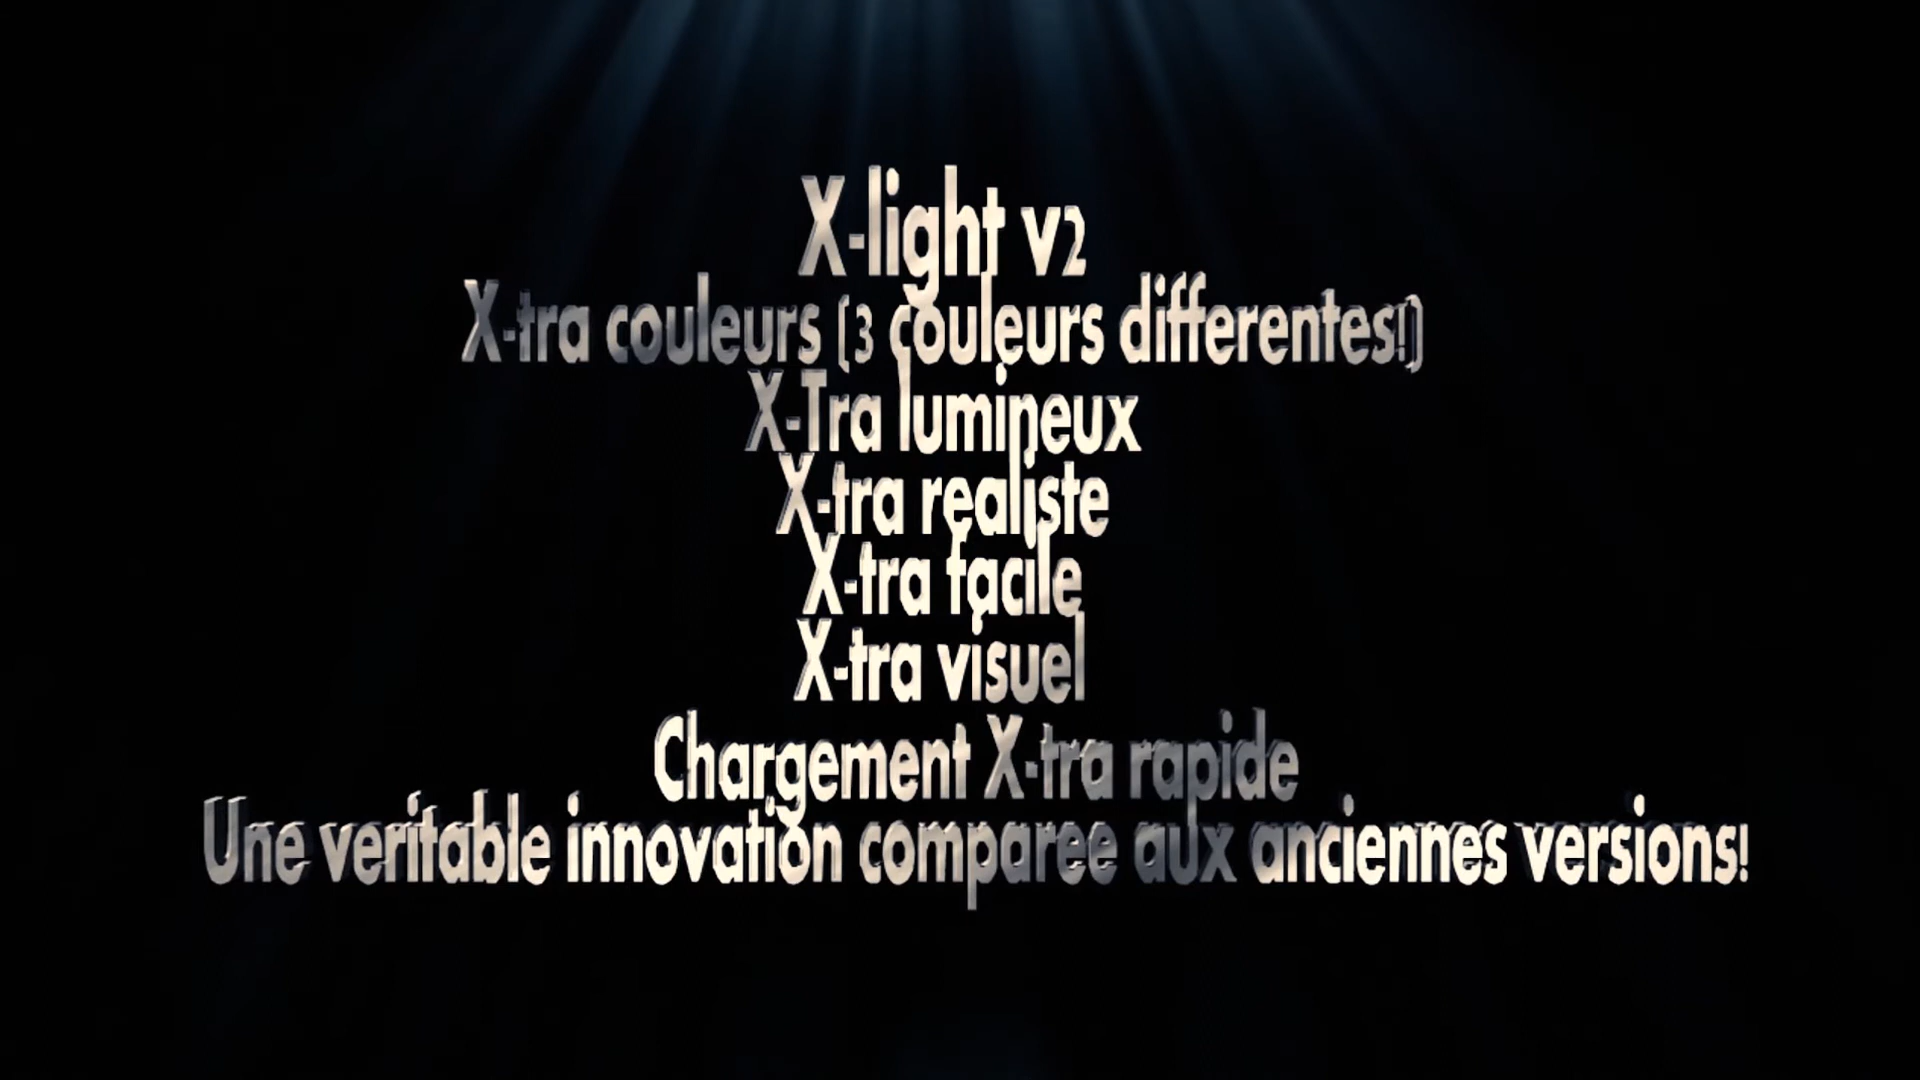 X-light v2
X-tra couleurs (3 couleurs differentes!)
X-Tra lumineux
X-tra realiste
X-tra facile
X-tra visuel
Chargement X-tra rapide
Une veritable innovation comparee aux anciennes versions!